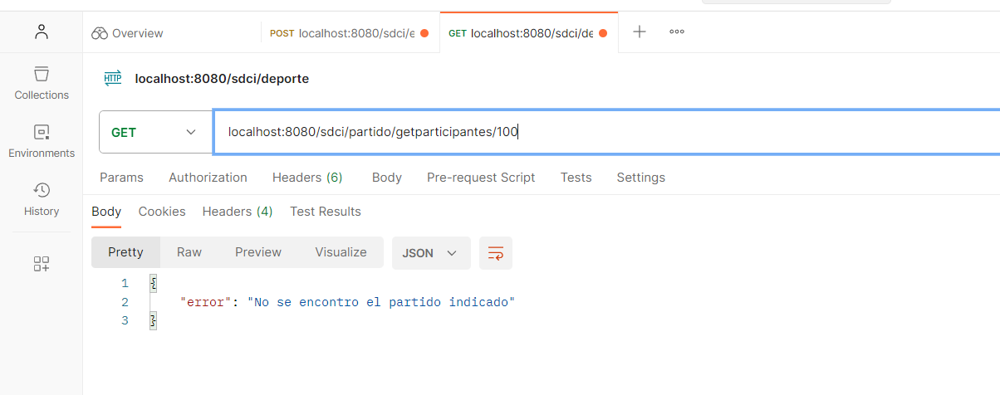 Overview
POST localhost:8080/sdci/e
GET localhost:8080/sdci/de
HTTP localhost:8080/sdci/deporte
Collections
Environments
History
GET
localhost:8080/sdci/partido/getparticipantes/100
Params Authorization Headers (6) Body Pre-request Script Tests Settings
Body Cookies Headers (4) Test Results
Pretty Raw Preview Visualize JSON
1 {
2 "error": "No se encontro el partido indicado"
3 }